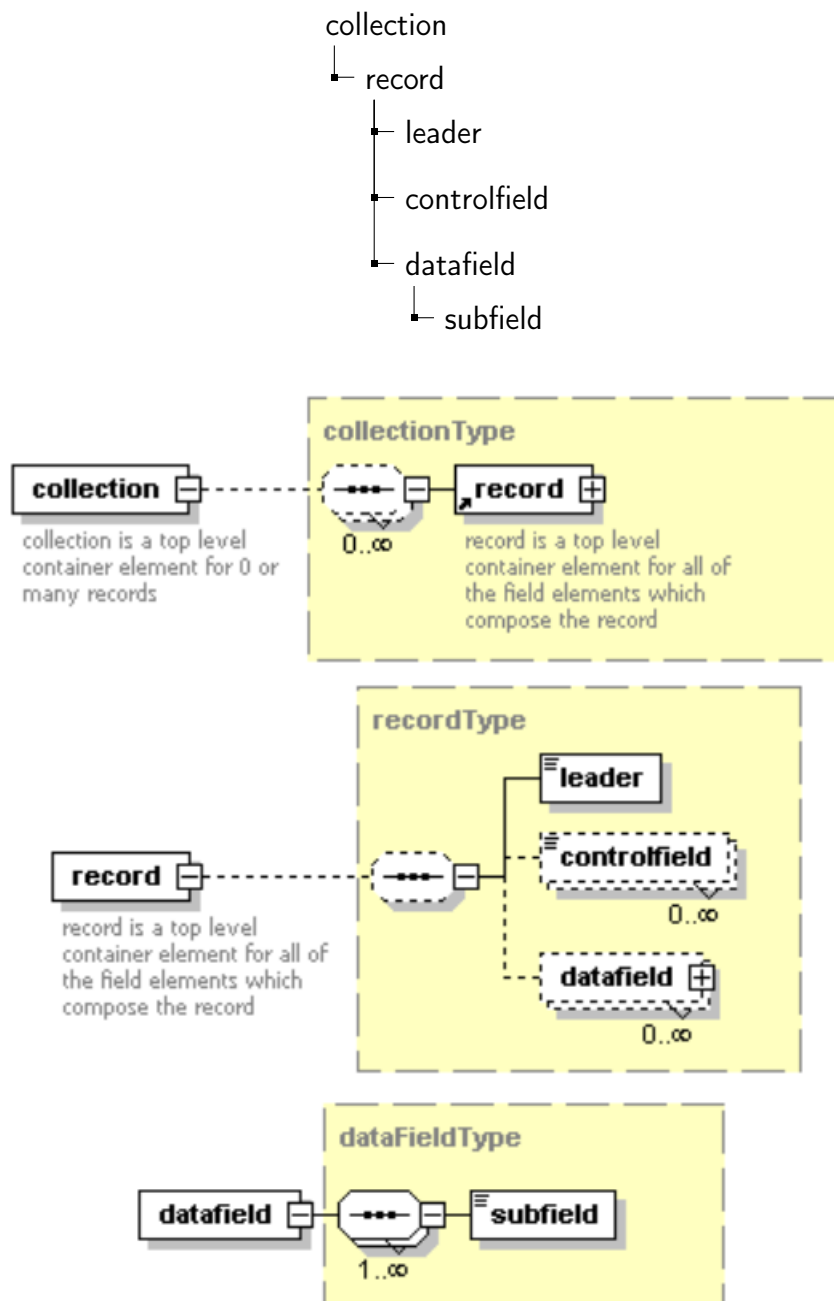 collection
record
leader
controlfield
datafield
subfield
collectionType
collection
record
0..∞
collection is a top level
container element for 0 or
many records
record is a top level
container element for all of
the field elements which
compose the record
recordType
leader
controlfield
0..∞
record
record is a top level
container element for all of
the field elements which
compose the record
datafield
0..∞
dataFieldType
datafield
subfield
1..∞